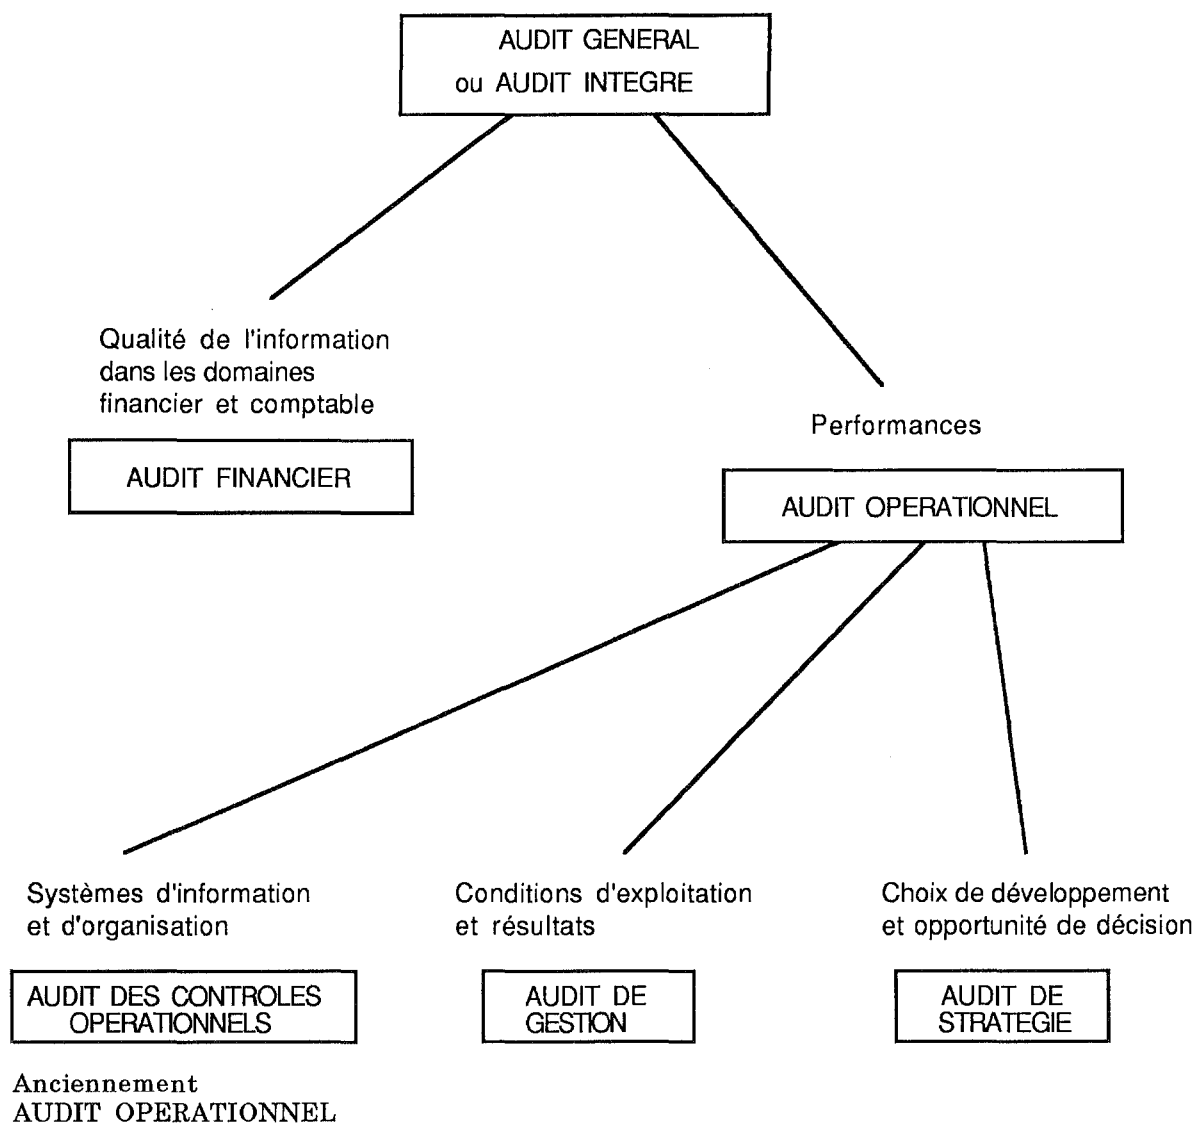 AUDIT GENERAL
ou AUDIT INTEGRE
Qualité de l'information
dans les domaines
financier et comptable
AUDIT FINANCIER
Performances
AUDIT OPERATIONNEL
Systèmes d'information
et d'organisation
AUDIT DES CONTROLES
OPERATIONNELS
Anciennement
AUDIT OPERATIONNEL
Conditions d'exploitation
et résultats
AUDIT DE
GESTION
Choix de développement
et opportunité de décision
AUDIT DE
STRATEGIE